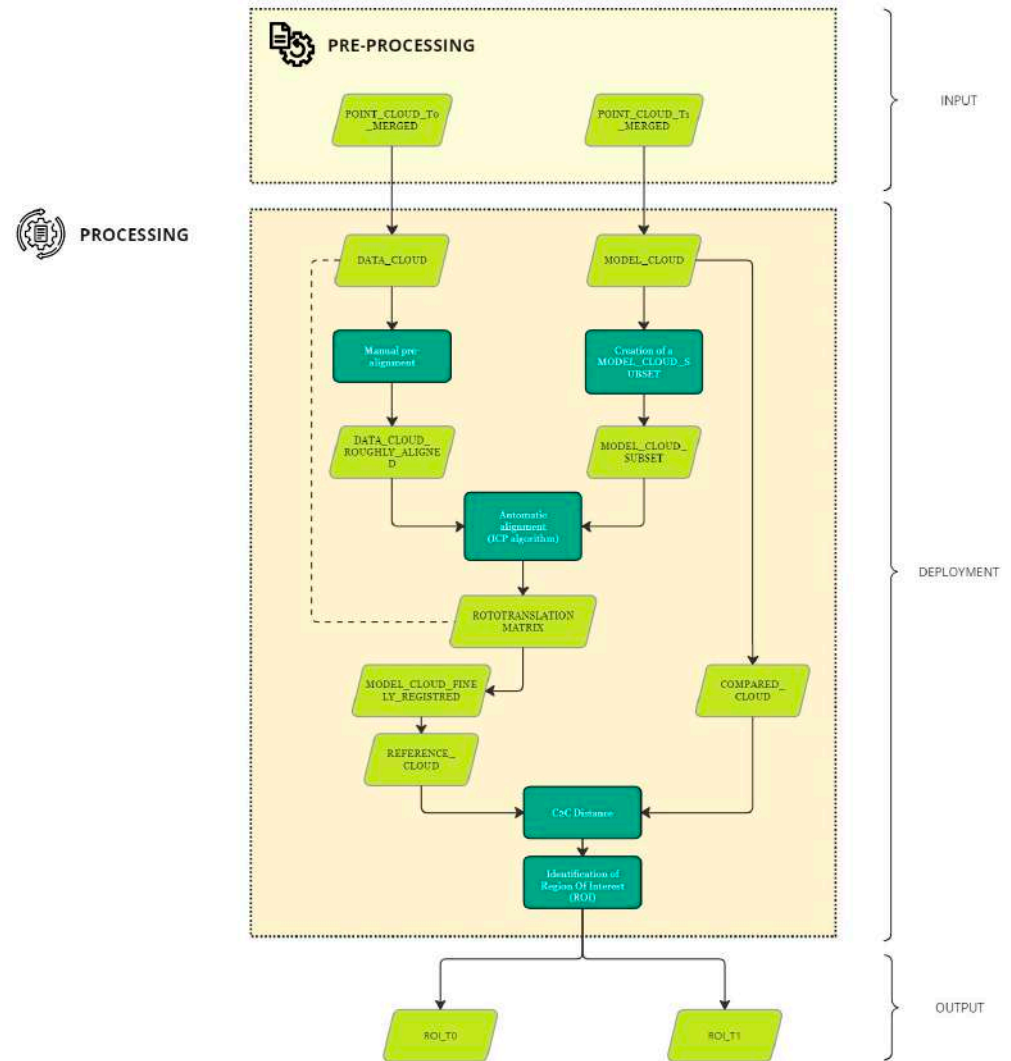 PRE-PROCESSING
POINT_CLOUD_T0
_MERGED
POINT_CLOUD_T1
_MERGED
INPUT
PROCESSING
DATA_CLOUD
MODEL_CLOUD
Manual pre-
alignment
Creation of a
MODEL_CLOUD_S
UBSET
DATA_CLOUD_
ROUGHLY_ALIGNE
D
MODEL_CLOUD_
SUBSET
Automatic
alignment
(ICP algorithm)
DEPLOYMENT
ROTOTRANSLATION
MATRIX
MODEL_CLOUD_FINE
LY_REGISTRED
COMPARED_
CLOUD
REFERENCE_
CLOUD
C2C Distance
Identification of
Region Of Interest
(ROI)
OUTPUT
ROI_T0
ROI_T1